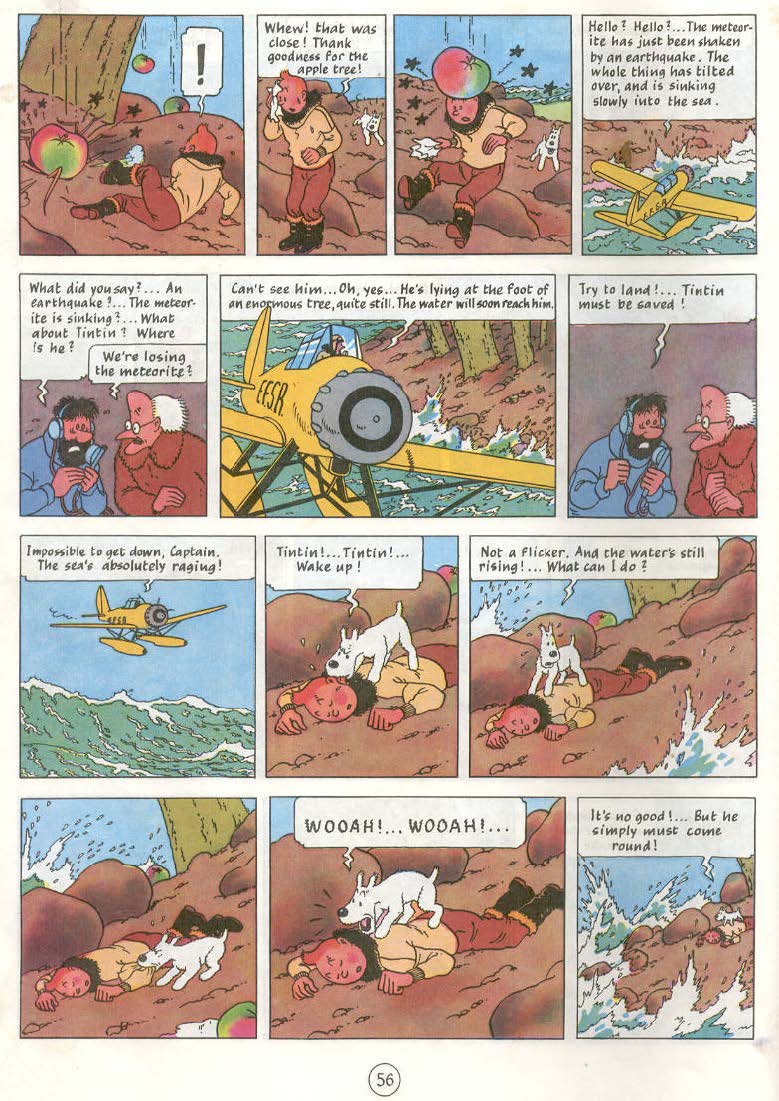 !
Whew! that was
close! Thank
goodness for the
apple tree!
Hello? Hello?...The meteor-
ite has just been shaken
by an earthquake. The
whole thing has tilted
over, and is sinking
slowly into the sea.
E.F.S.R
What did you say?... An
earthquake?...The meteor-
ite is sinking?...What
about Tintin? Where
is he?
We're losing
the meteorite?
Can't see him...Oh, yes...He's lying at the foot of
an enormous tree, quite still. The water will soon reach him.
E.F.S.R
Try to land!... Tintin
must be saved!
Impossible to get down, Captain.
The sea's absolutely raging!
E.F.S.R
Tintin!...Tintin!...
Wake up!
Not a flicker. And the water's still
rising!... What can I do?
WOOAH!... WOOAH!...
It's no good!... But he
simply must come
round!
56